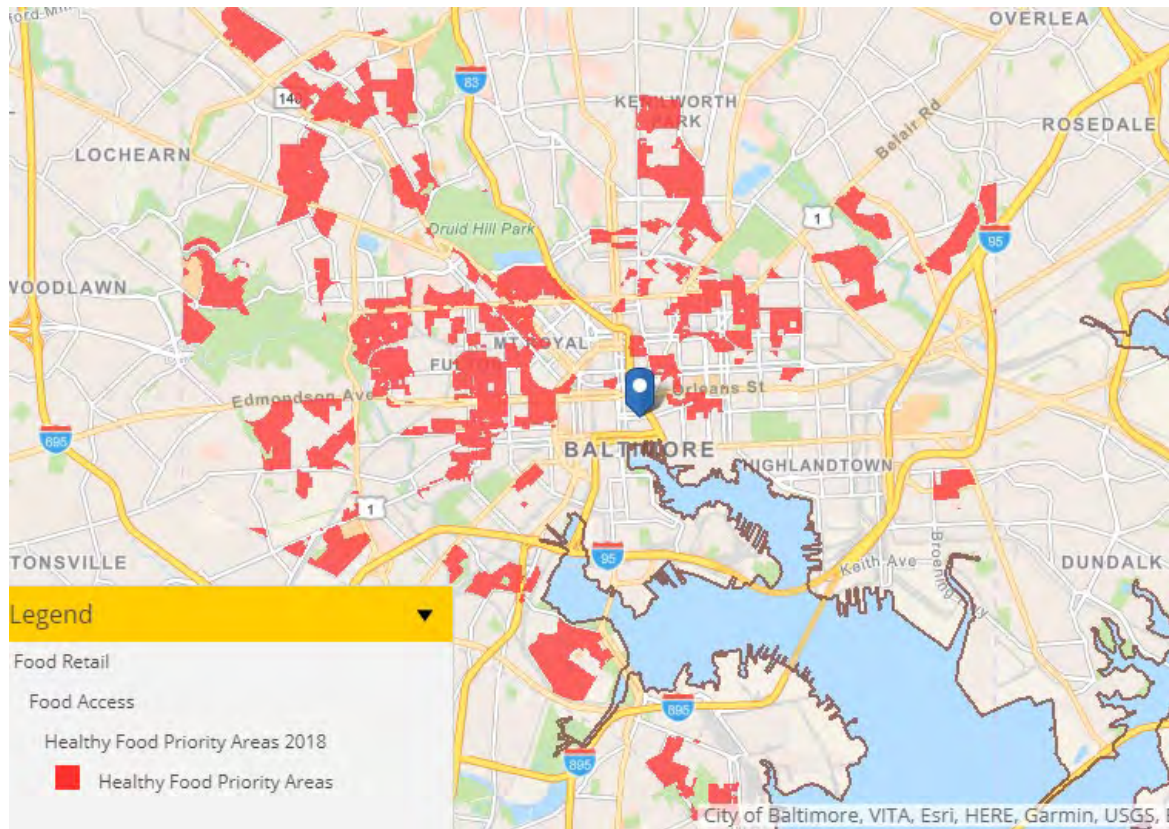 OVERLEA
83
140
KENILWORTH
PARK
Belair Rd
ROSEDALE
LOCHEARN
1
Druid Hill Park
95
WOODLAWN
MT ROYAL
Orleans St
Edmondson Ave
695
BALTIMORE
HIGHLANDTOWN
1
TONSVILLE
95
Keith Ave
DUNDALK
Legend
Food Retail
Food Access
Healthy Food Priority Areas 2018
Healthy Food Priority Areas
895
895
City of Baltimore, VITA, Esri, HERE, Garmin, USGS,